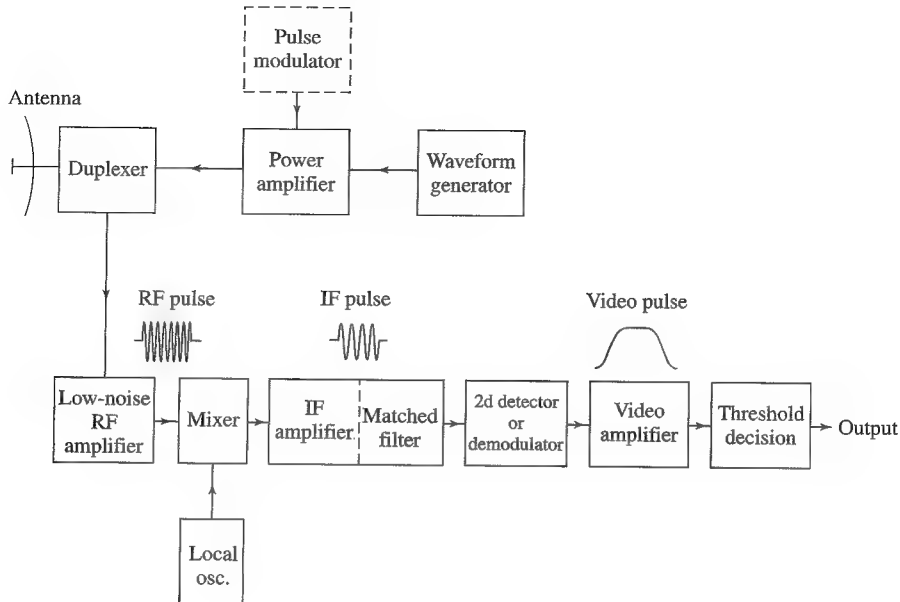 Pulse
modulator
Antenna
Duplexer
Power
amplifier
Waveform
generator
RF pulse
IF pulse
Video pulse
Low-noise
RF
amplifier
Mixer
IF
amplifier
Matched
filter
2d detector
or
demodulator
Video
amplifier
Threshold
decision
Output
Local
osc.